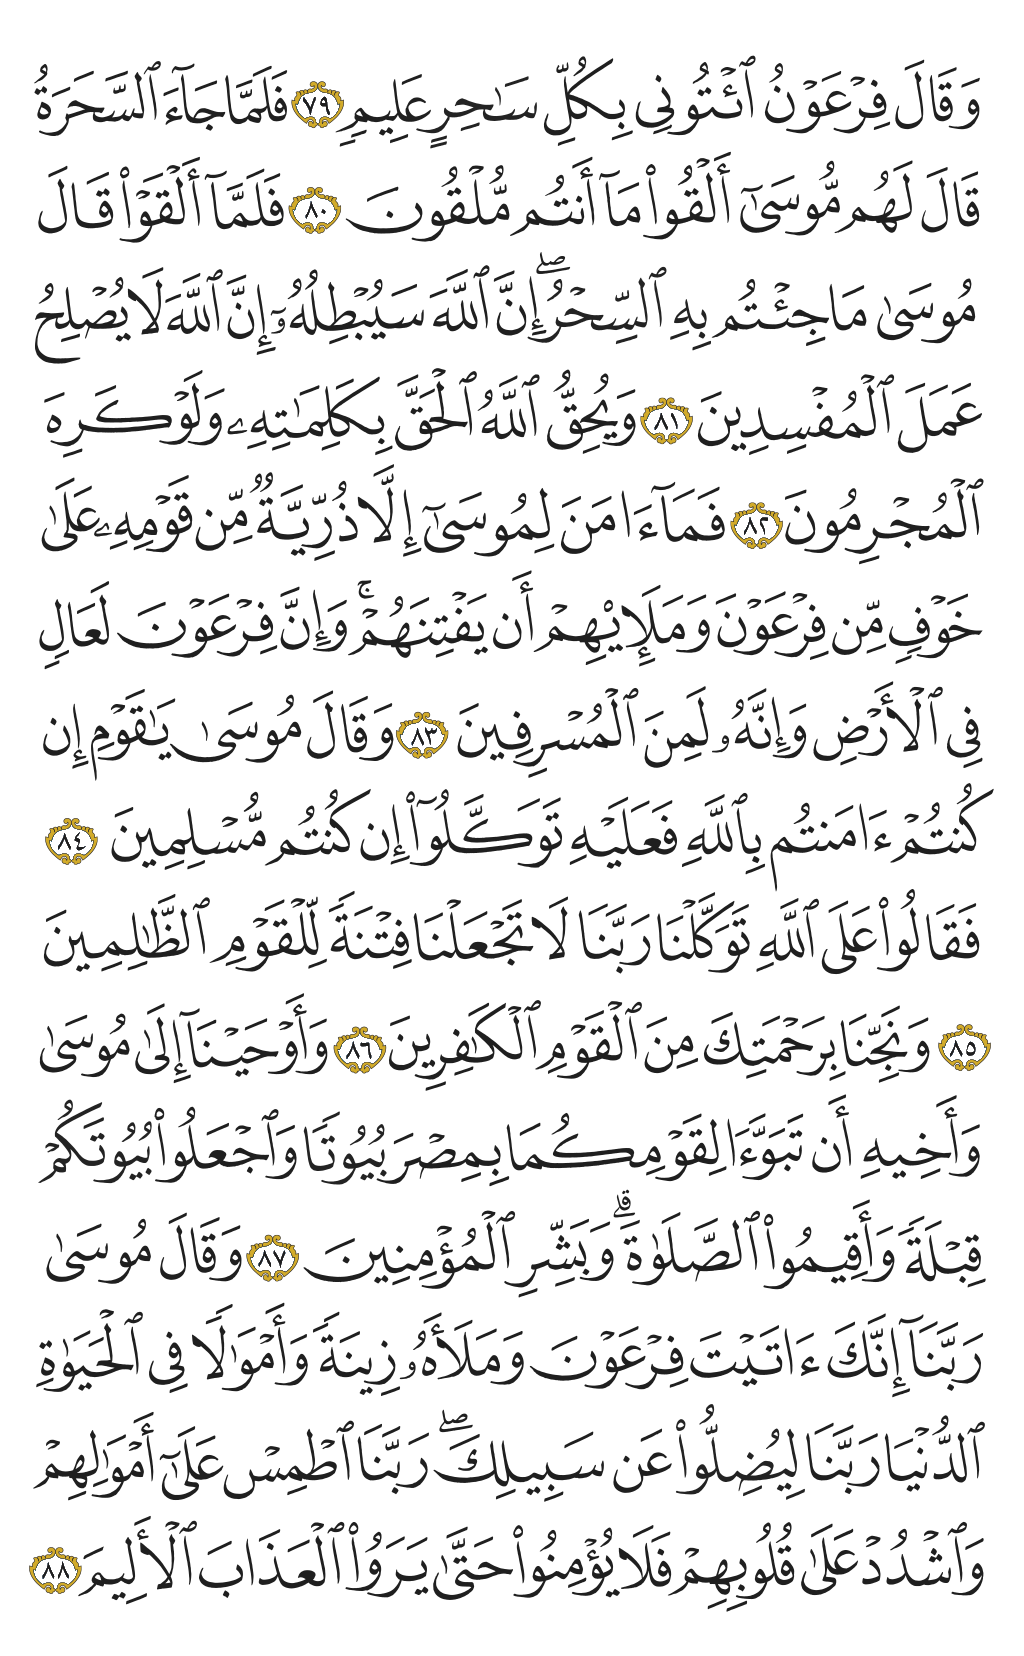 وَقَالَ فِرْعَوْنُ ٱئْتُونِى بِكُلِّ سَـٰحِرٍ عَلِيمٍ ٧٩ فَلَمَّا جَآءَ ٱلسَّحَرَةُ
قَالَ لَهُم مُّوسَىٰٓ أَلْقُوا۟ مَآ أَنتُم مُّلْقُونَ ٨٠ فَلَمَّآ أَلْقَوْا۟ قَالَ
مُوسَىٰ مَا جِئْتُم بِهِ ٱلسِّحْرُ ۖ إِنَّ ٱللَّهَ سَيُبْطِلُهُۥٓ إِنَّ ٱللَّهَ لَا يُصْلِحُ
عَمَلَ ٱلْمُفْسِدِينَ ٨١ وَيُحِقُّ ٱللَّهُ ٱلْحَقَّ بِكَلِمَـٰتِهِۦ وَلَوْ كَرِهَ
ٱلْمُجْرِمُونَ ٨٢ فَمَآ ءَامَنَ لِمُوسَىٰٓ إِلَّا ذُرِّيَّةٌ مِّن قَوْمِهِۦ عَلَىٰ
خَوْفٍ مِّن فِرْعَوْنَ وَمَلَإِي۟هِمْ أَن يَفْتِنَهُمْ ۚ وَإِنَّ فِرْعَوْنَ لَعَالٍ
فِى ٱلْأَرْضِ وَإِنَّهُۥ لَمِنَ ٱلْمُسْرِفِينَ ٨٣ وَقَالَ مُوسَىٰ يَـٰقَوْمِ إِن
كُنتُمْ ءَامَنتُم بِٱللَّهِ فَعَلَيْهِ تَوَكَّلُوٓا۟ إِن كُنتُم مُّسْلِمِينَ ٨٤
فَقَالُوا۟ عَلَى ٱللَّهِ تَوَكَّلْنَا رَبَّنَا لَا تَجْعَلْنَا فِتْنَةً لِّلْقَوْمِ ٱلظَّـٰلِمِينَ
٨٥ وَنَجِّنَا بِرَحْمَتِكَ مِنَ ٱلْقَوْمِ ٱلْكَـٰفِرِينَ ٨٦ وَأَوْحَيْنَآ إِلَىٰ مُوسَىٰ
وَأَخِيهِ أَن تَبَوَّءَا لِقَوْمِكُمَا بِمِصْرَ بُيُوتًا وَٱجْعَلُوا۟ بُيُوتَكُمْ
قِبْلَةً وَأَقِيمُوا۟ ٱلصَّلَوٰةَ ۗ وَبَشِّرِ ٱلْمُؤْمِنِينَ ٨٧ وَقَالَ مُوسَىٰ
رَبَّنَآ إِنَّكَ ءَاتَيْتَ فِرْعَوْنَ وَمَلَأَهُۥ زِينَةً وَأَمْوَٰلًا فِى ٱلْحَيَوٰةِ
ٱلدُّنْيَا رَبَّنَا لِيُضِلُّوا۟ عَن سَبِيلِكَ ۖ رَبَّنَا ٱطْمِسْ عَلَىٰٓ أَمْوَٰلِهِمْ
وَٱشْدُدْ عَلَىٰ قُلُوبِهِمْ فَلَا يُؤْمِنُوا۟ حَتَّىٰ يَرَوُا۟ ٱلْعَذَابَ ٱلْأَلِيمَ ٨٨